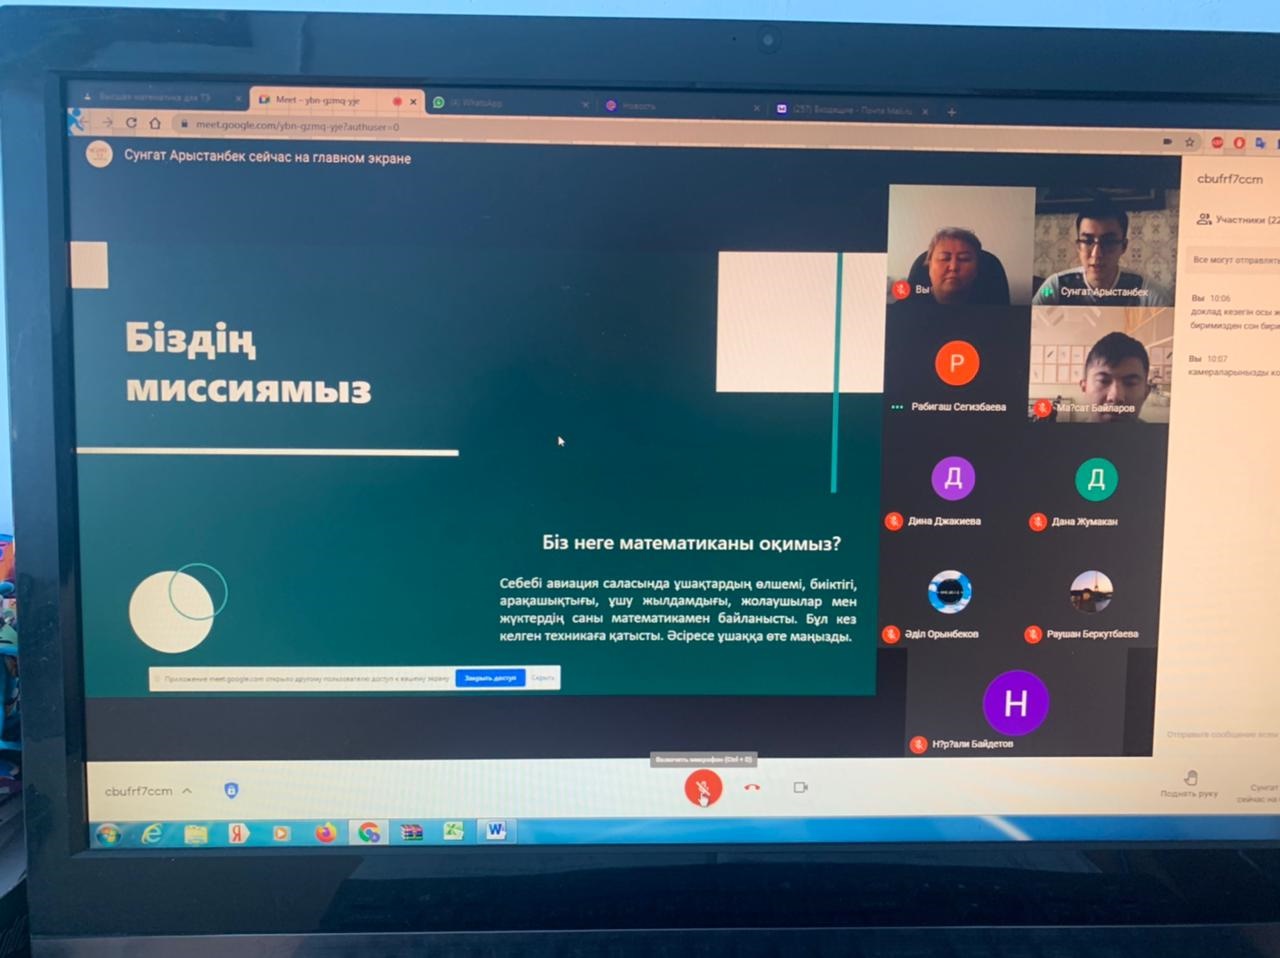 Высшая математика для ТЭ
Meet – ybn-gzmq-yje
(4) WhatsApp
Новость
(257) Входящие - Почта Mail.ru
meet.google.com/ybn-gzmq-yje?authuser=0
Сунгат Арыстанбек сейчас на главном экране
Біздің
миссиямыз
Біз неге математиканы оқимыз?
Себебі авиация саласында ұшақтардың өлшемі, биіктігі,
арақашықтығы, ұшу жылдамдығы, жолаушылар мен
жүктердің саны математикамен байланысты. Бұл кез
келген техникаға қатысты. Әсіресе ұшаққа өте маңызды.
Приложение meet.google.com открыло другому пользователю доступ к вашему экрану
Закрыть доступ
Скрыть
Вы
Сунгат Арыстанбек
Р
Рабигаш Сегизбаева
Ма?сат Байларов
Д
Дина Джакиева
Д
Дана Жумакан
Әділ Орынбеков
Раушан Беркутбаева
Н
Н?р?али Байдетов
cbufrf7ccm
Участники (22
Все могут отправлять
Вы 10:06
доклад кезегін осы ж
биримизден сон бири
Вы 10:07
камераларынызды ко
Отправьте сообщение всем
Включить микрофон (Ctrl + D)
cbufrf7ccm
Поднять руку
Сунгат
сейчас на